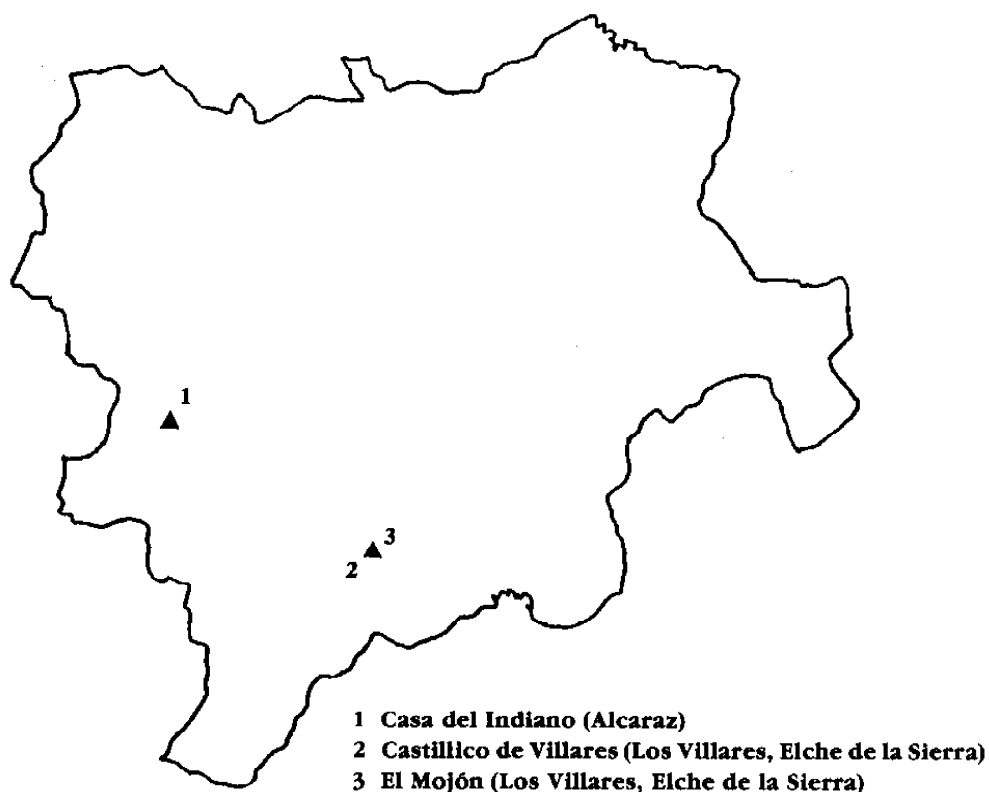 1
3
2
1 Casa del Indiano (Alcaraz)
2 Castillico de Villares (Los Villares, Elche de la Sierra)
3 El Mojón (Los Villares, Elche de la Sierra)